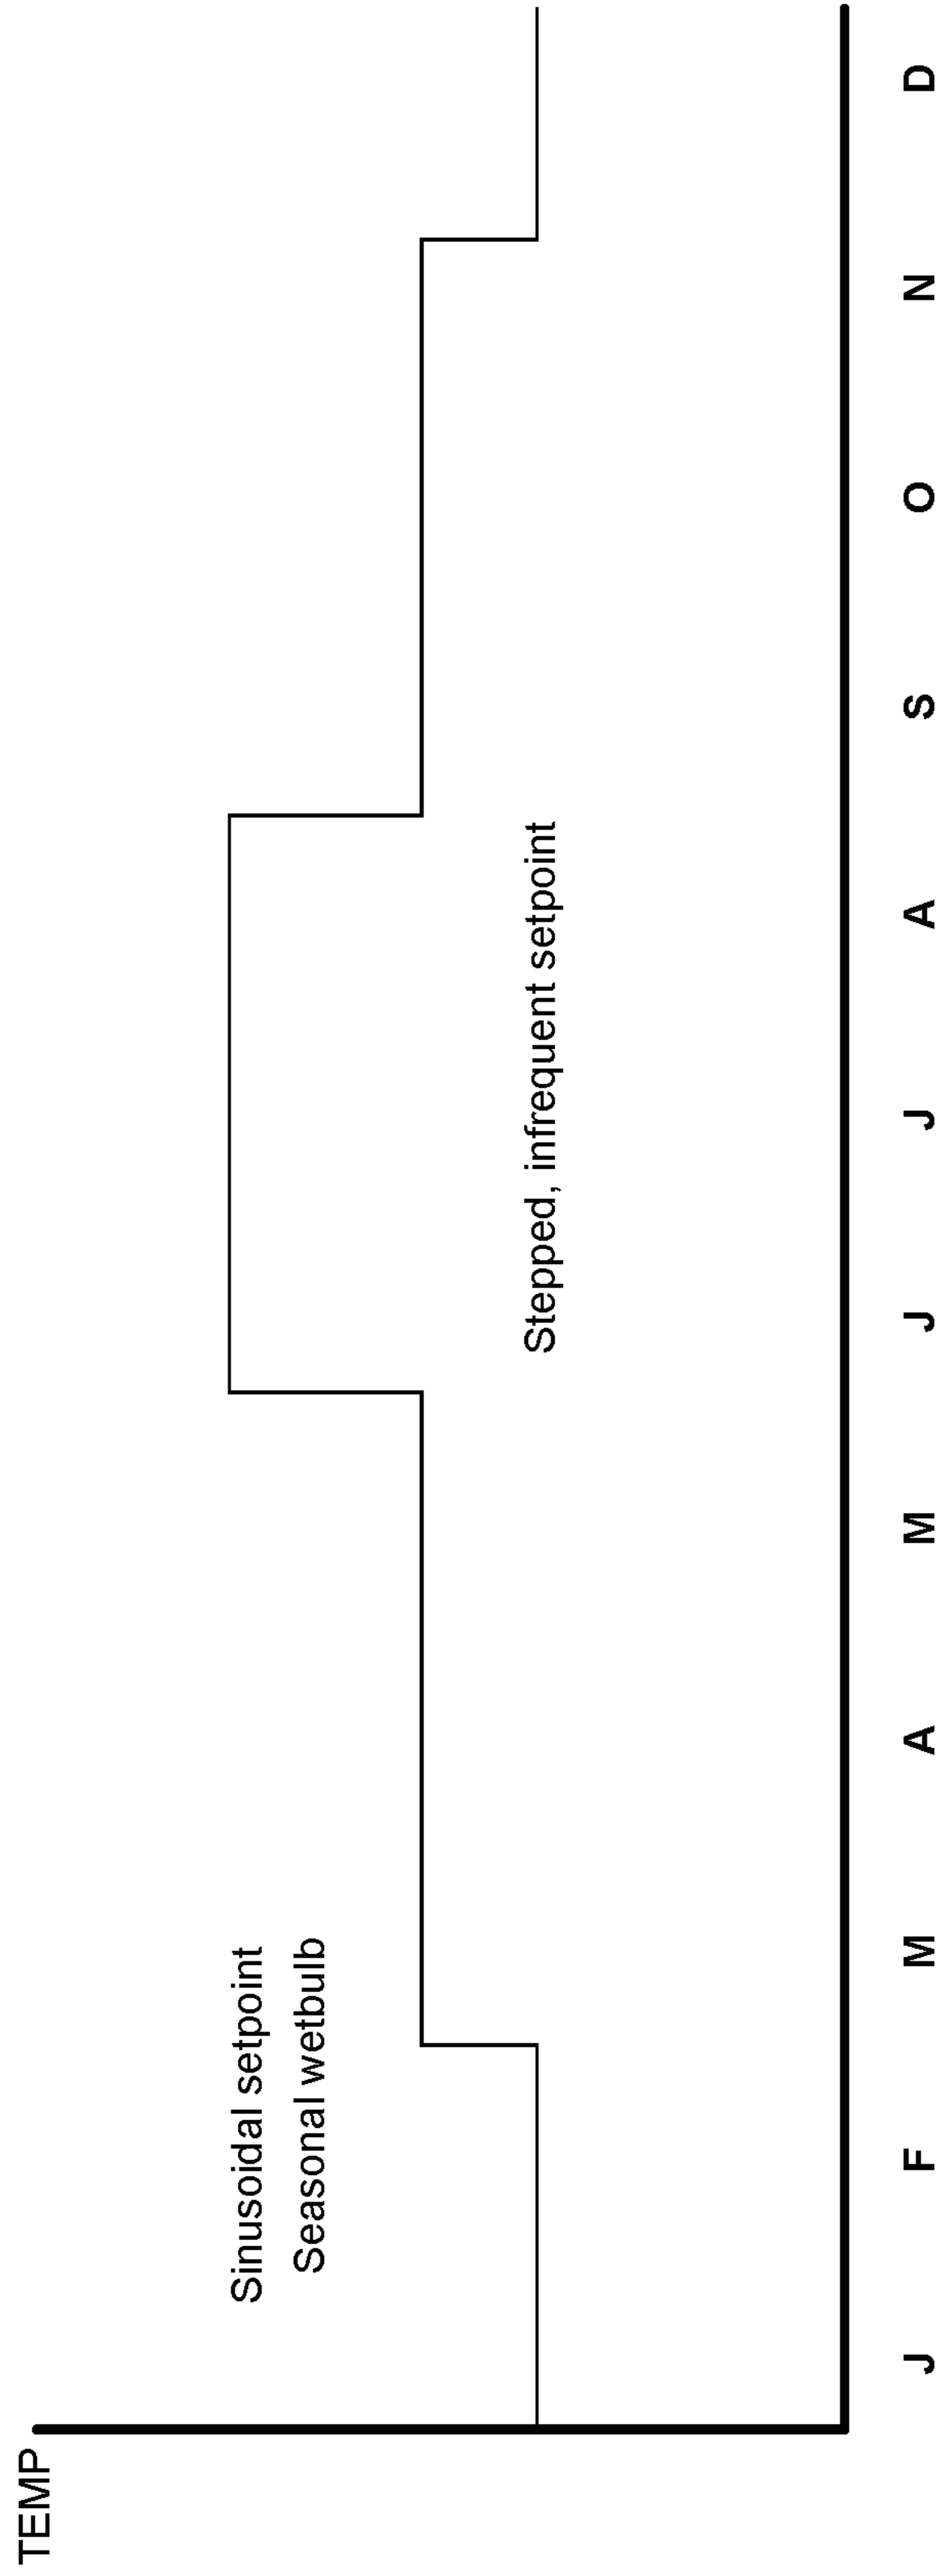 TEMP
Sinusoidal setpoint
Seasonal wetbulb
Stepped, infrequent setpoint
J F M A M J J A S O N D